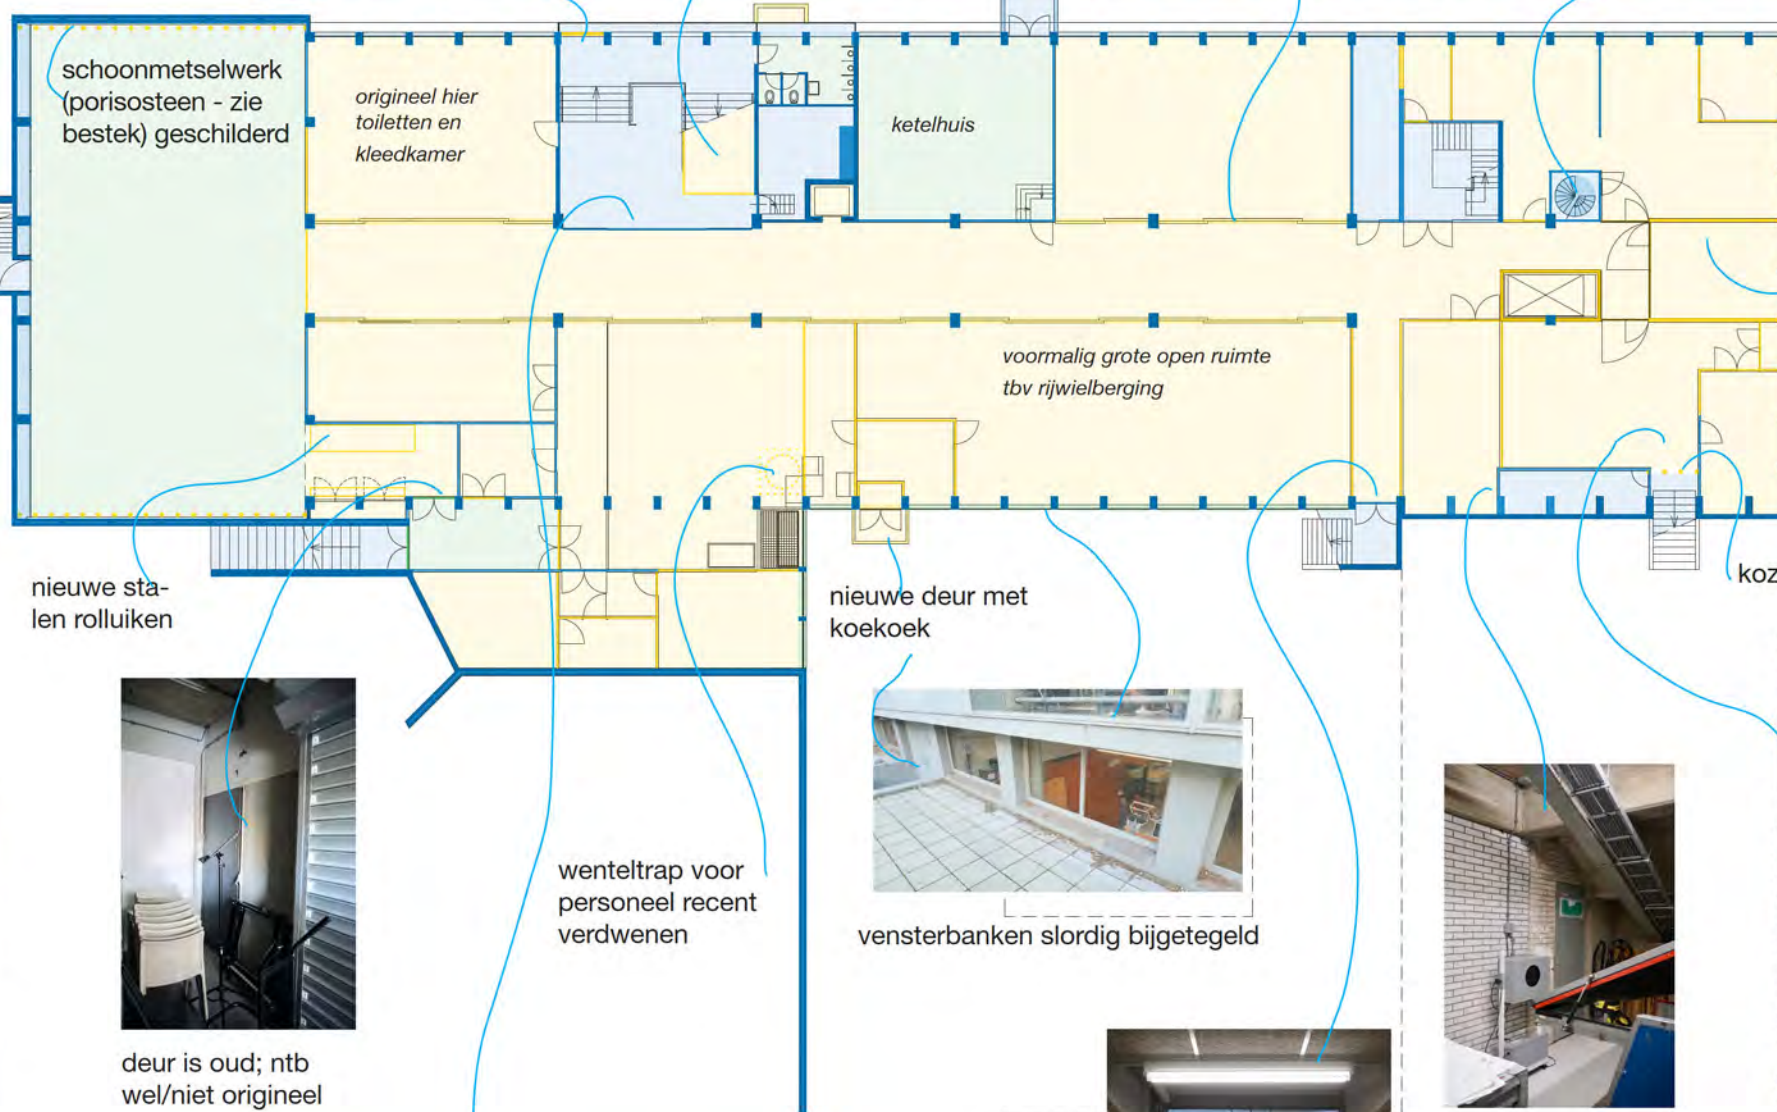 schoonmetselwerk
(porisosteen - zie
bestek) geschilderd
origineel hier
toiletten en
kleedkamer
ketelhuis
voormalig grote open ruimte
tbv rijwielberging
nieuwe sta-
len rolluiken
nieuwe deur met
koekoek
koz
wenteltrap voor
personeel recent
verdwenen
vensterbanken slordig bijgetegeld
deur is oud; ntb
wel/niet origineel